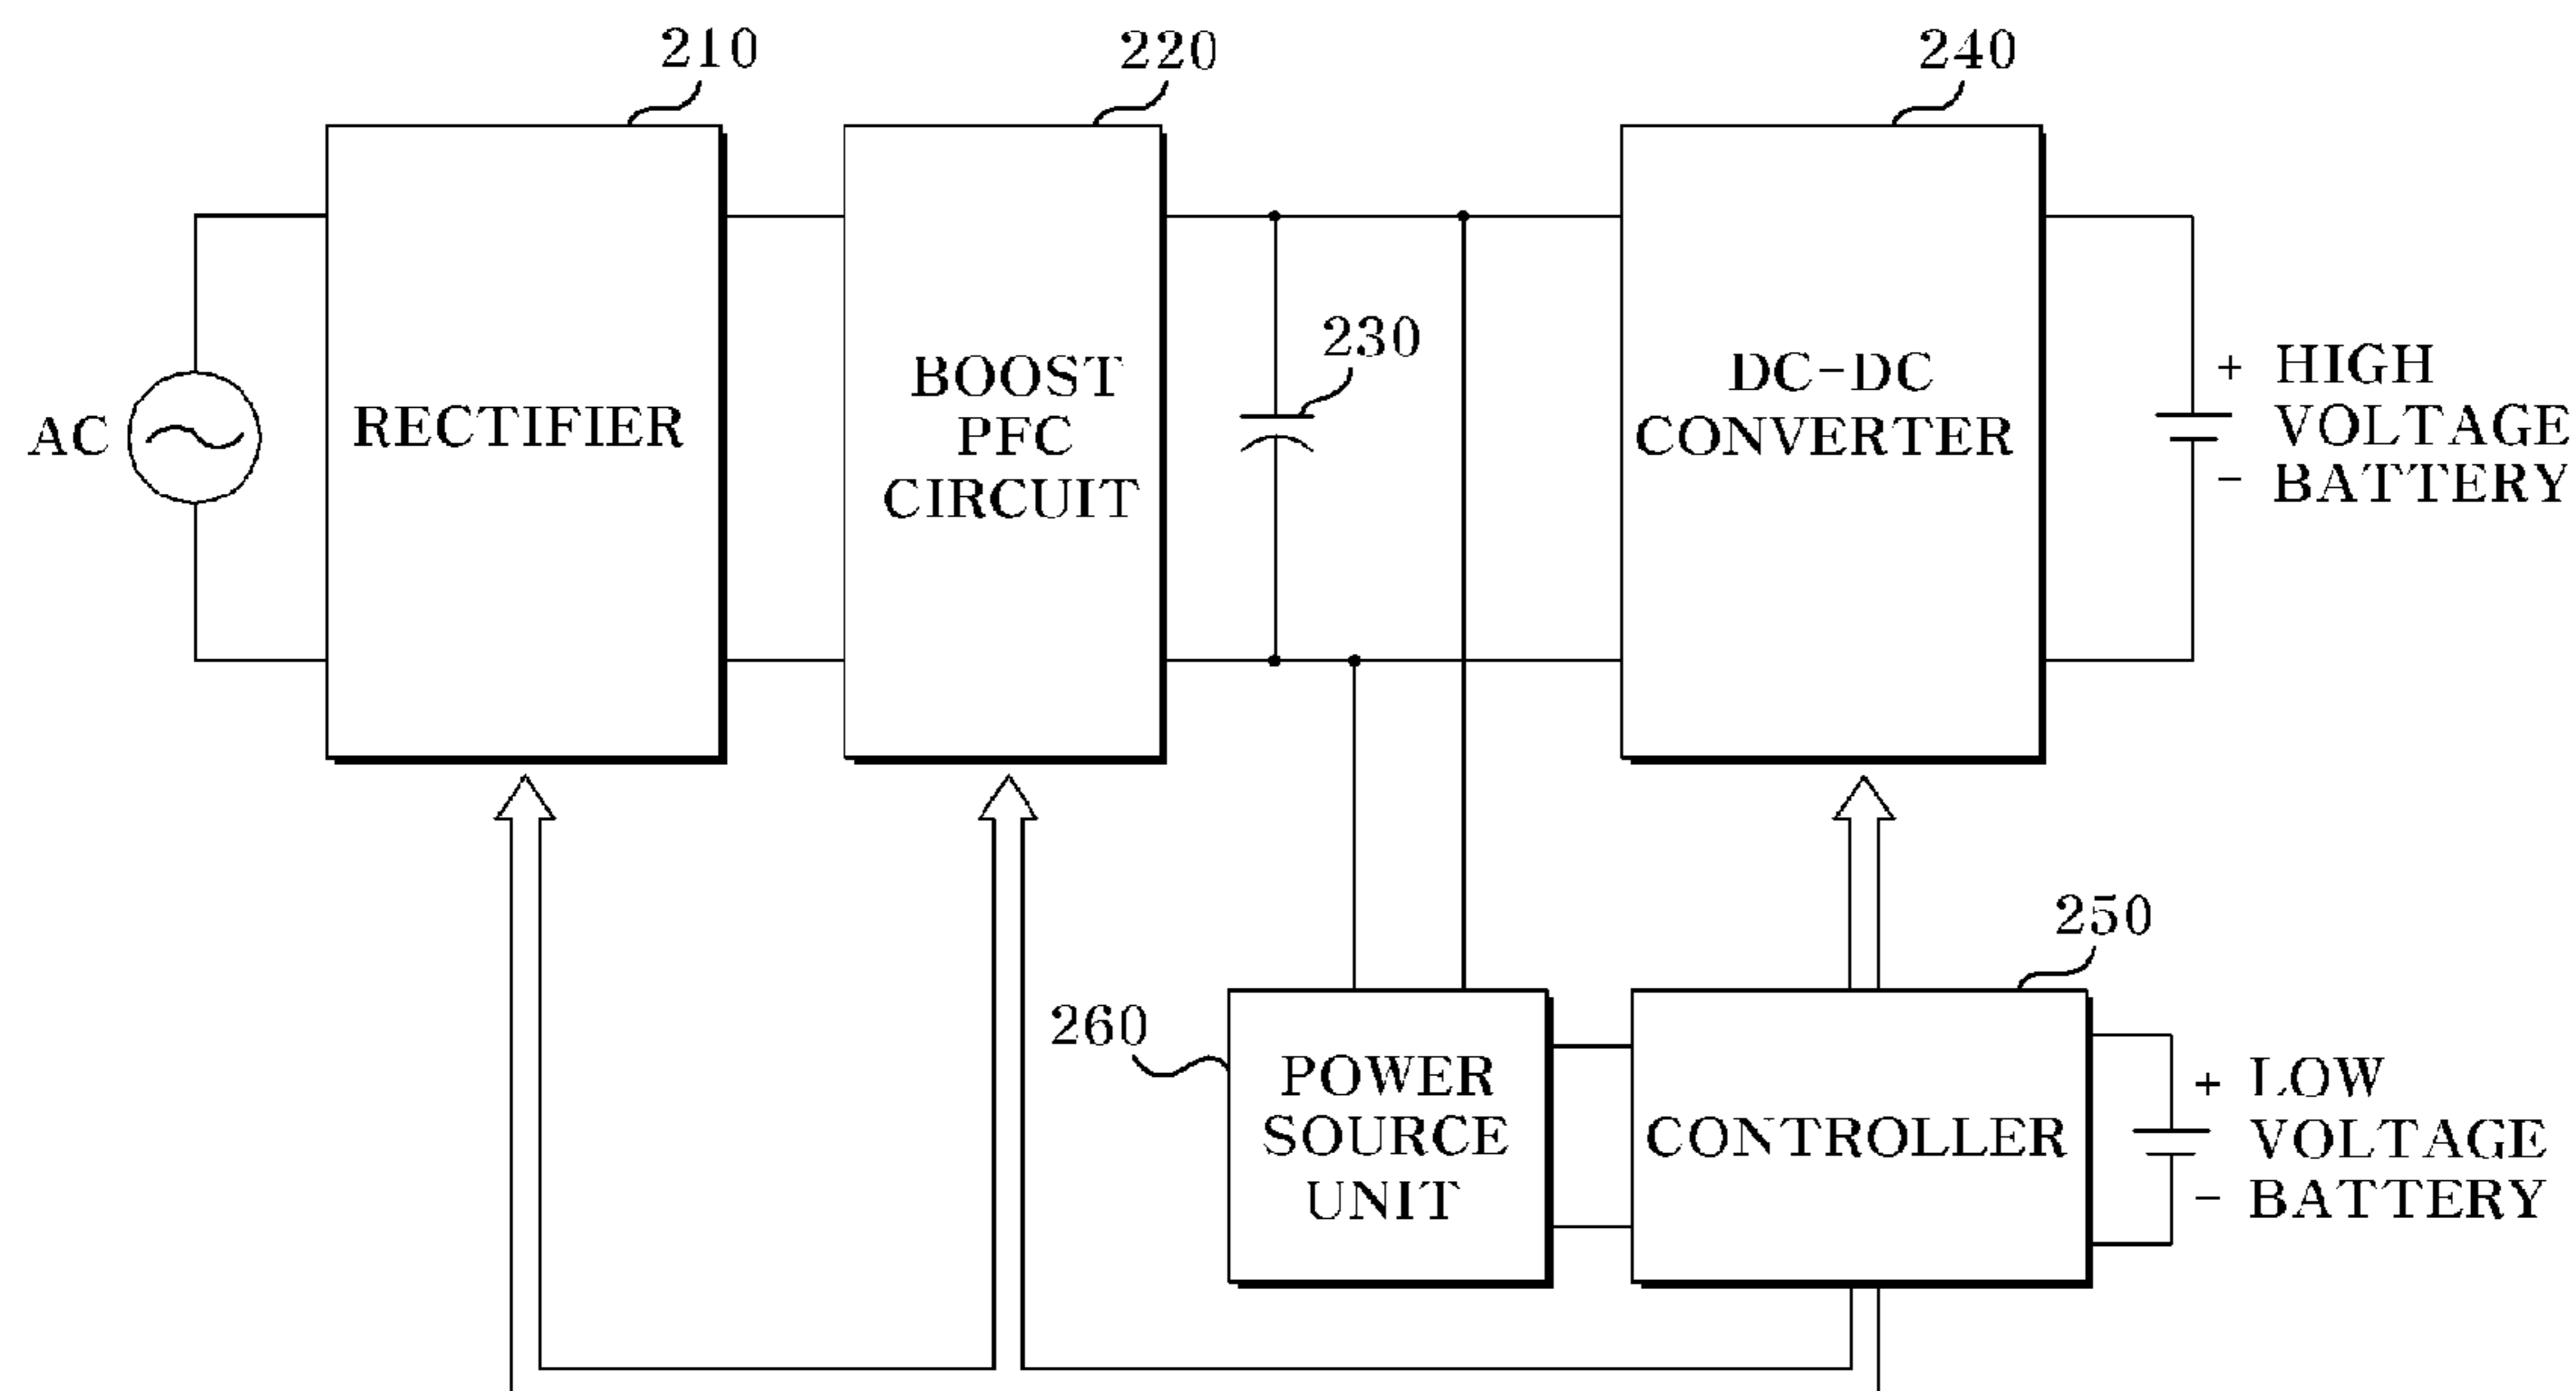 210
220
240
AC
RECTIFIER
BOOST
PFC
CIRCUIT
230
DC-DC
CONVERTER
+ HIGH
VOLTAGE
- BATTERY
250
260
POWER
SOURCE
UNIT
CONTROLLER
+ LOW
VOLTAGE
- BATTERY